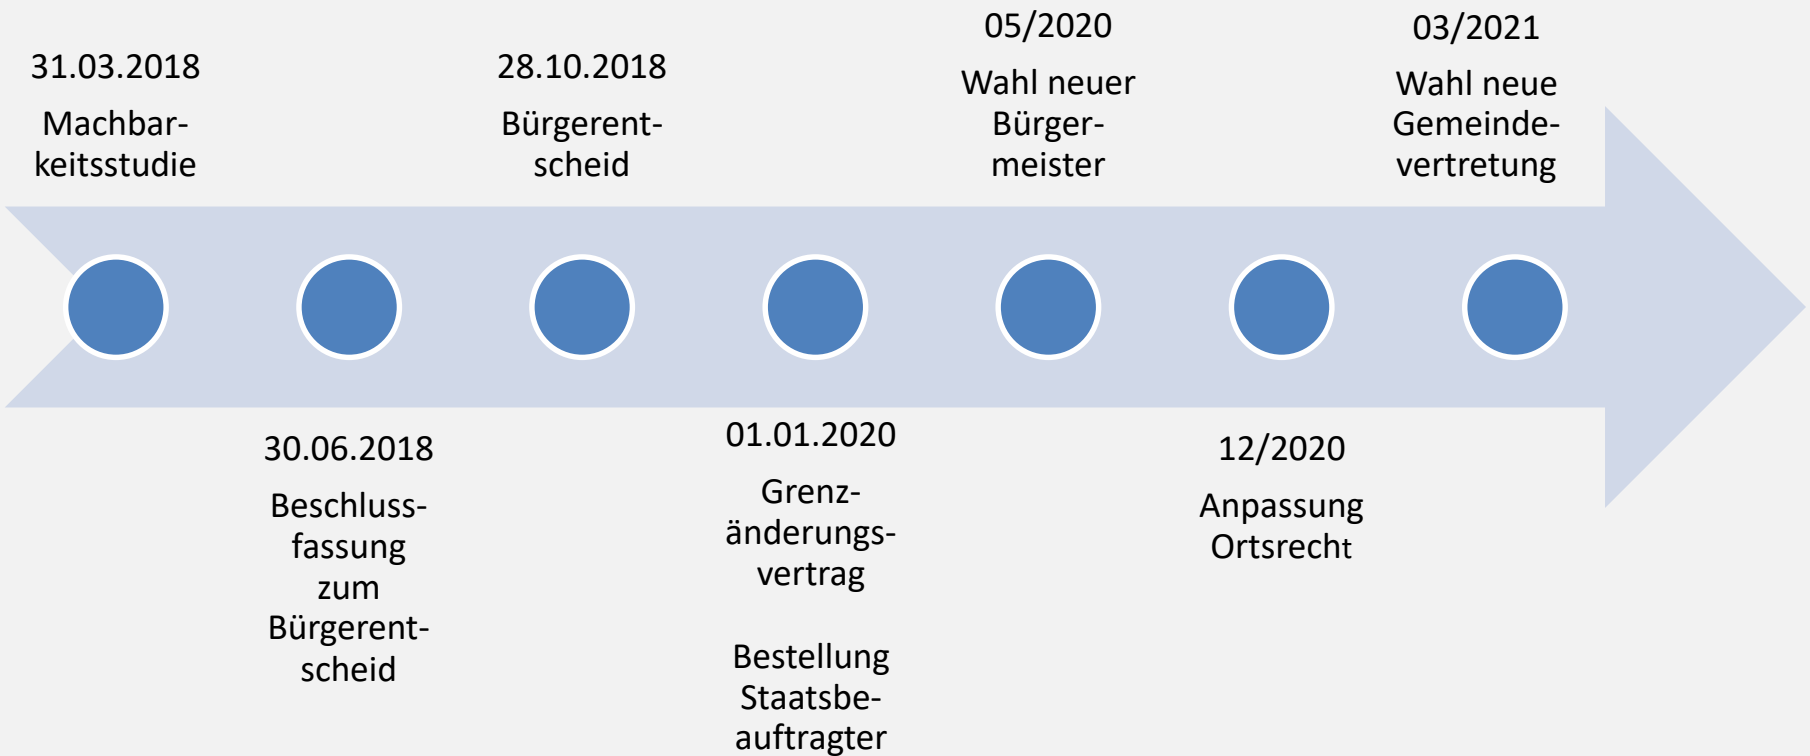 31.03.2018
Machbar-
keitsstudie
30.06.2018
Beschluss-
fassung
zum
Bürgerent-
scheid
28.10.2018
Bürgerent-
scheid
01.01.2020
Grenz-
änderungs-
vertrag
Bestellung
Staatsbe-
auftragter
05/2020
Wahl neuer
Bürger-
meister
12/2020
Anpassung
Ortsrecht
03/2021
Wahl neue
Gemeinde-
vertretung